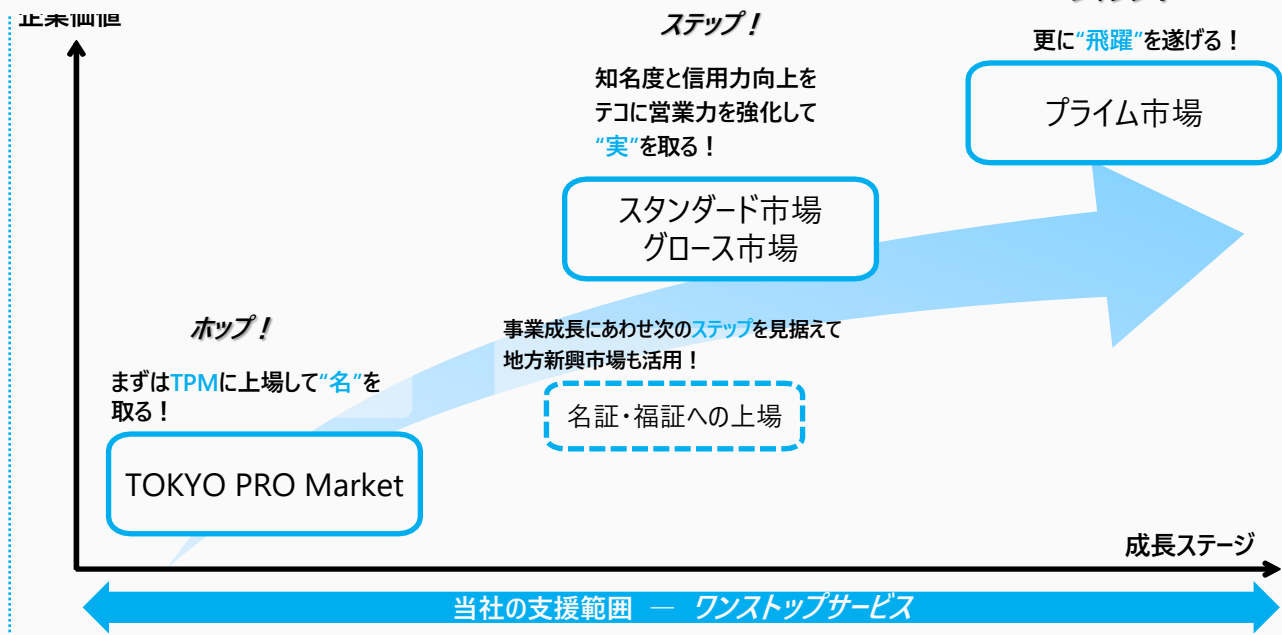 企業価値
ステップ！
知名度と信用力向上を
テコに営業力を強化して
“実”を取る！
スタンダード市場
グロース市場
更に“飛躍”を遂げる！
プライム市場
ホップ！
まずはTPMに上場して“名”を
取る！
TOKYO PRO Market
事業成長にあわせ次のステップを見据えて
地方新興市場も活用！
名証・福証への上場
成長ステージ
当社の支援範囲 ― ワンストップサービス